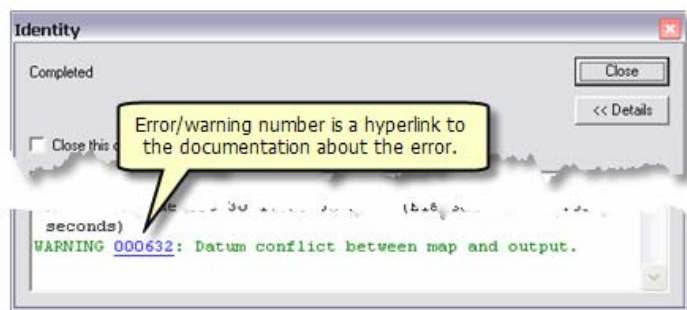 Identity
Completed
Close
<< Details
Error/warning number is a hyperlink to
the documentation about the error.
Close this
seconds)
WARNING 000632: Datum conflict between map and output.